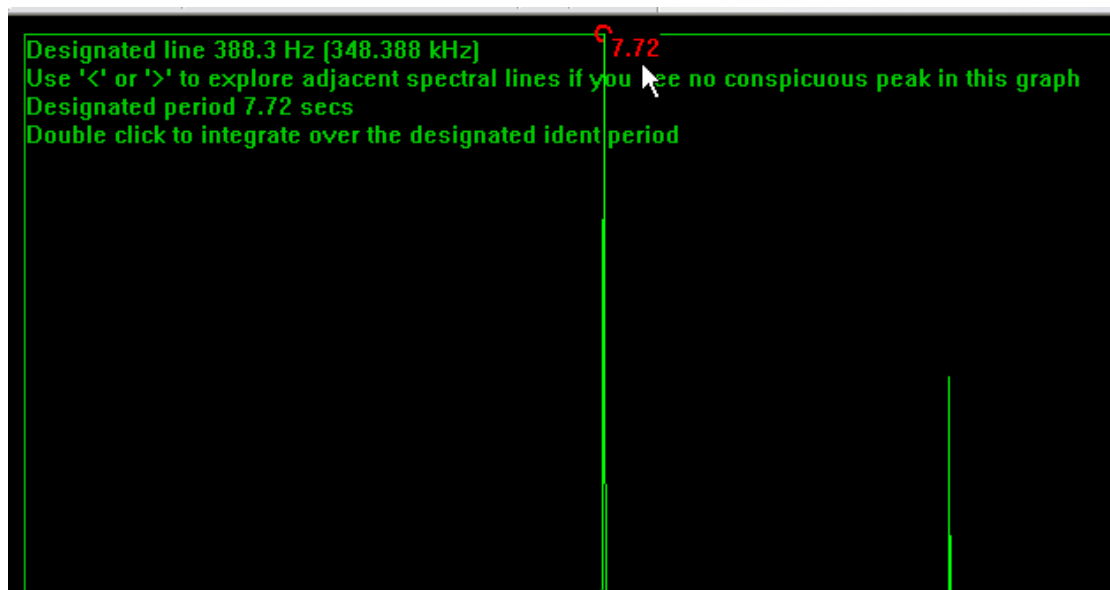 Designated line 388.3 Hz (348.388 kHz)
7.72
Use '<' or '>' to explore adjacent spectral lines if you see no conspicuous peak in this graph
Designated period 7.72 secs
Double click to integrate over the designated ident period